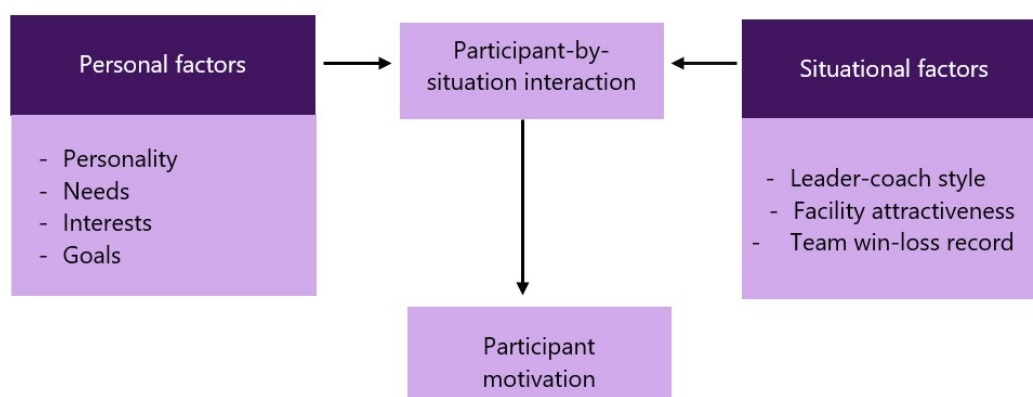 Personal factors
- Personality
- Needs
- Interests
- Goals
Participant-by-
situation interaction
Situational factors
- Leader-coach style
- Facility attractiveness
- Team win-loss record
Participant
motivation